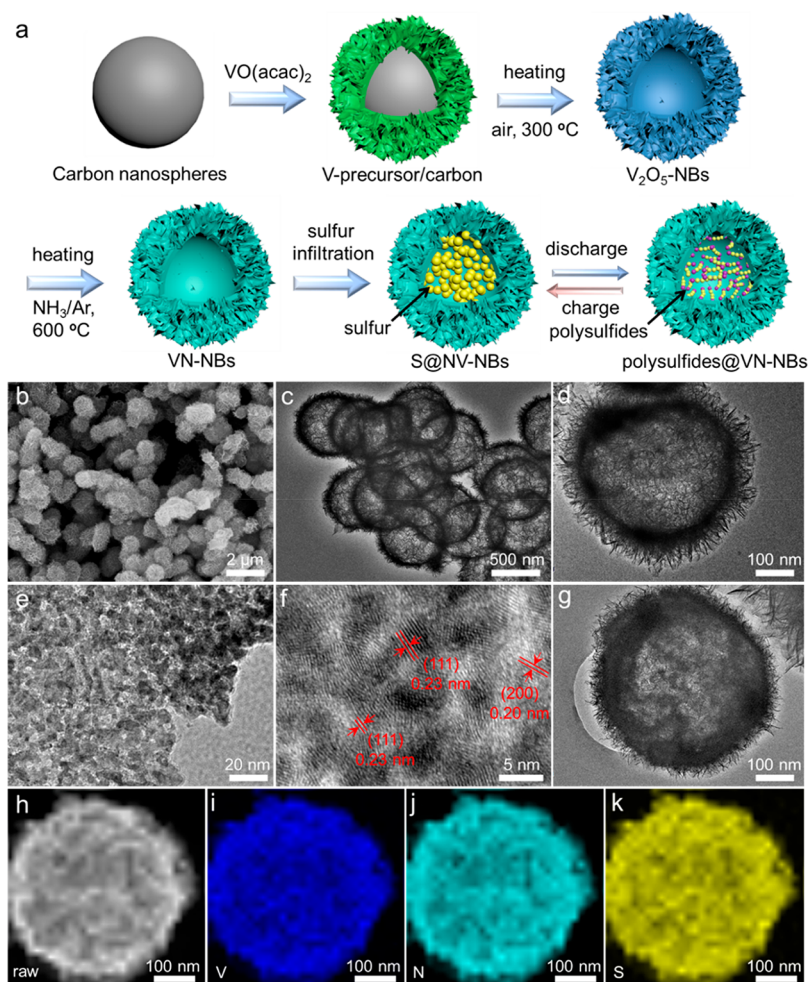 a
VO(acac)₂
heating
air, 300 ºC
Carbon nanospheres
V-precursor/carbon
V₂O₅-NBs
heating
NH₃/Ar,
600 ºC
sulfur
infiltration
sulfur
discharge
charge
polysulfides
VN-NBs
S@NV-NBs
polysulfides@VN-NBs
b
2 μm
c
500 nm
d
100 nm
e
20 nm
f
(111)
0.23 nm
(200)
0.20 nm
(111)
0.23 nm
5 nm
g
100 nm
h
raw
100 nm
i
V
100 nm
j
N
100 nm
k
S
100 nm